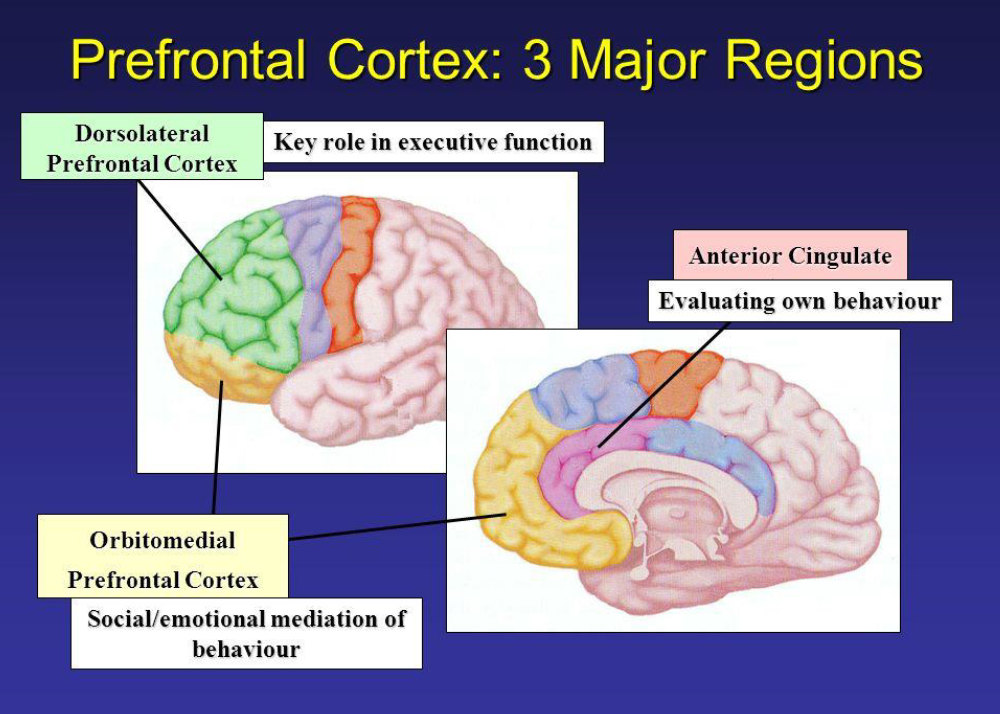 Prefrontal Cortex: 3 Major Regions
Dorsolateral
Prefrontal Cortex
Key role in executive function
Anterior Cingulate
Evaluating own behaviour
Orbitomedial
Prefrontal Cortex
Social/emotional mediation of
behaviour